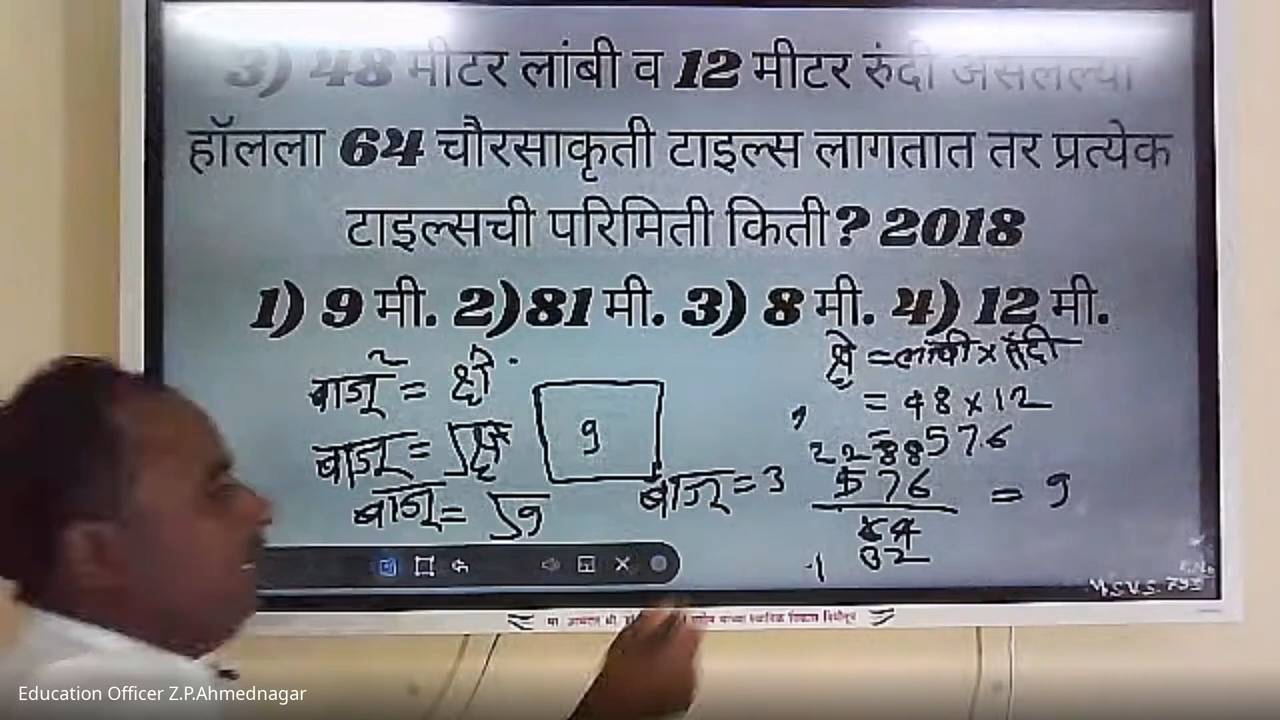 3) 48 मीटर लांबी व 12 मीटर रुंदी असलेल्या
हॉलला 64 चौरसाकृती टाइल्स लागतात तर प्रत्येक
टाइल्सची परिमिती किती? 2018
1) 9 मी. 2) 81 मी. 3) 8 मी. 4) 12 मी.
बाजू² = क्षे
बाजू = √क्षे
बाजू = √9
9
बाजू = 3
क्षे = लांबी × रुंदी
= 48 × 12
= 576
576
64
= 9
32
Education Officer Z.P.Ahmednagar